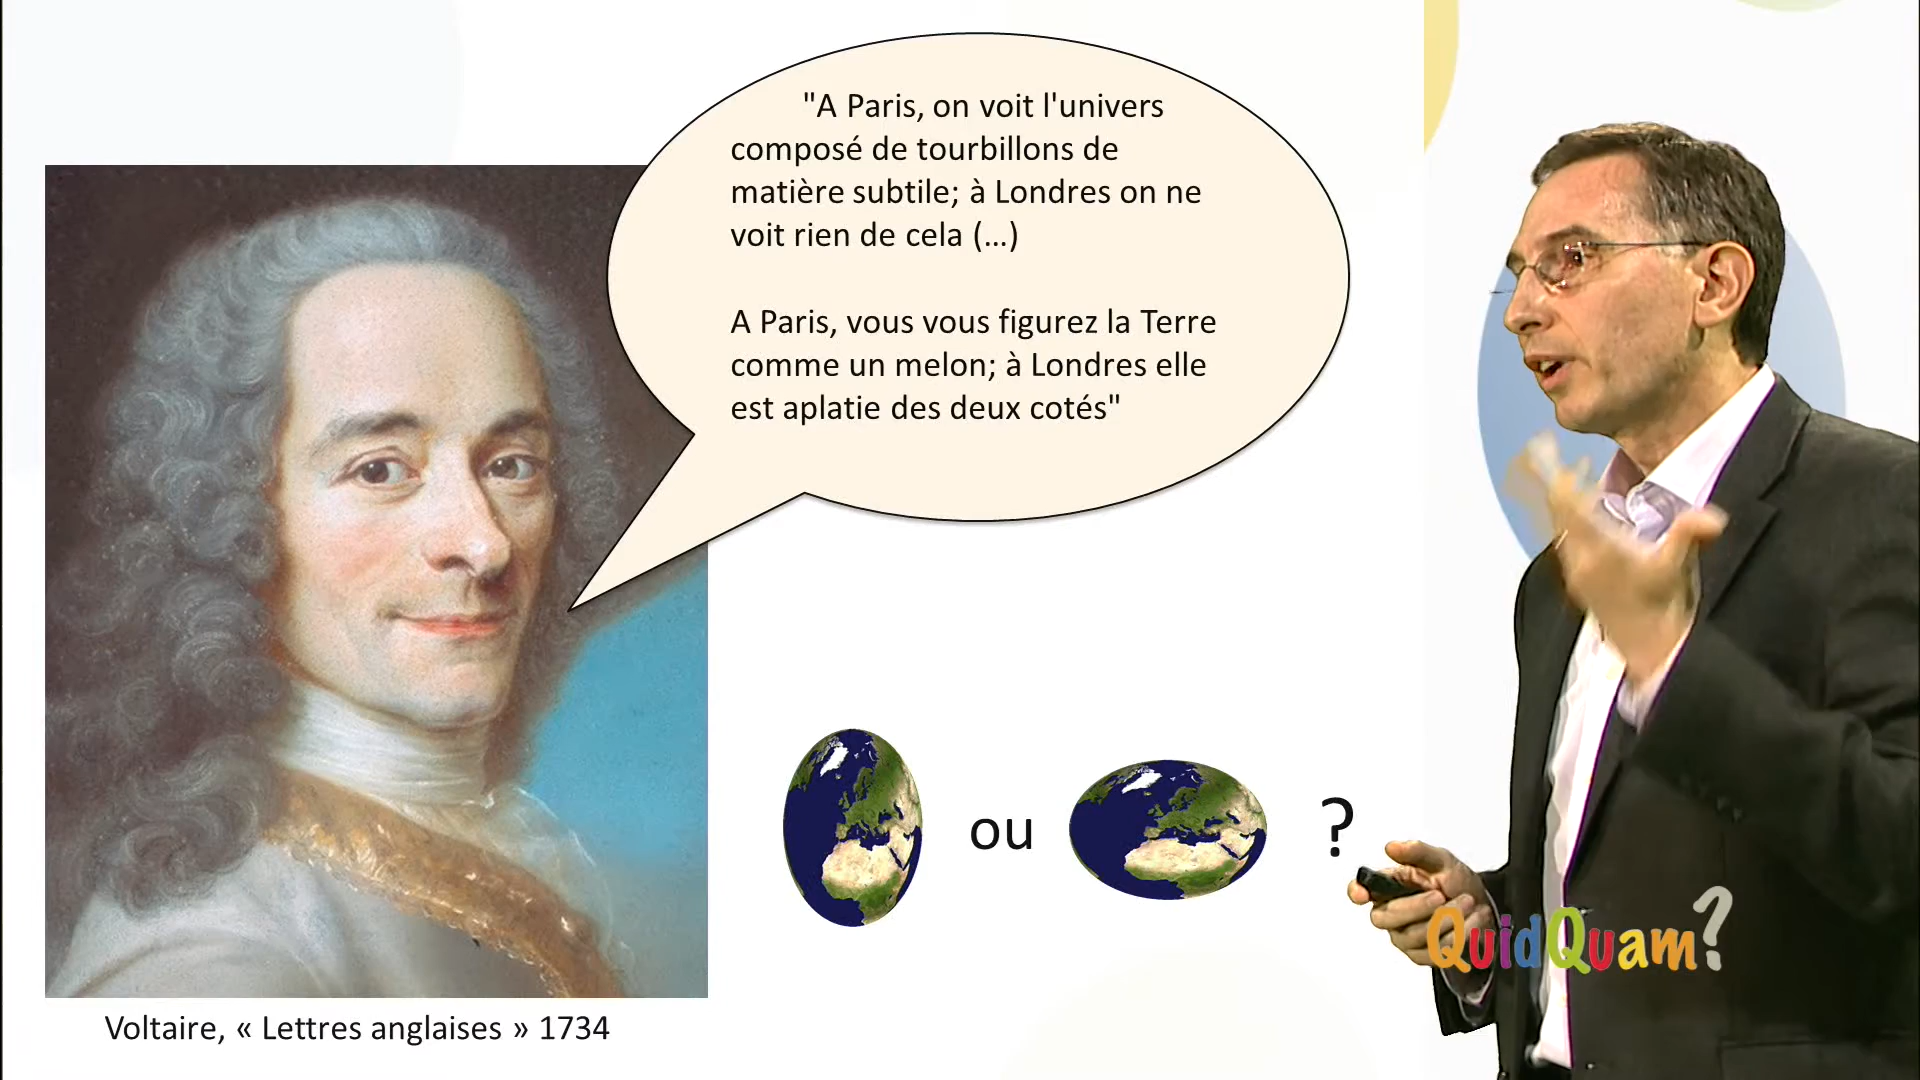 "A Paris, on voit l'univers
composé de tourbillons de
matière subtile; à Londres on ne
voit rien de cela (…)
A Paris, vous vous figurez la Terre
comme un melon; à Londres elle
est aplatie des deux cotés"
ou
?
QuidQuam?
Voltaire, « Lettres anglaises » 1734